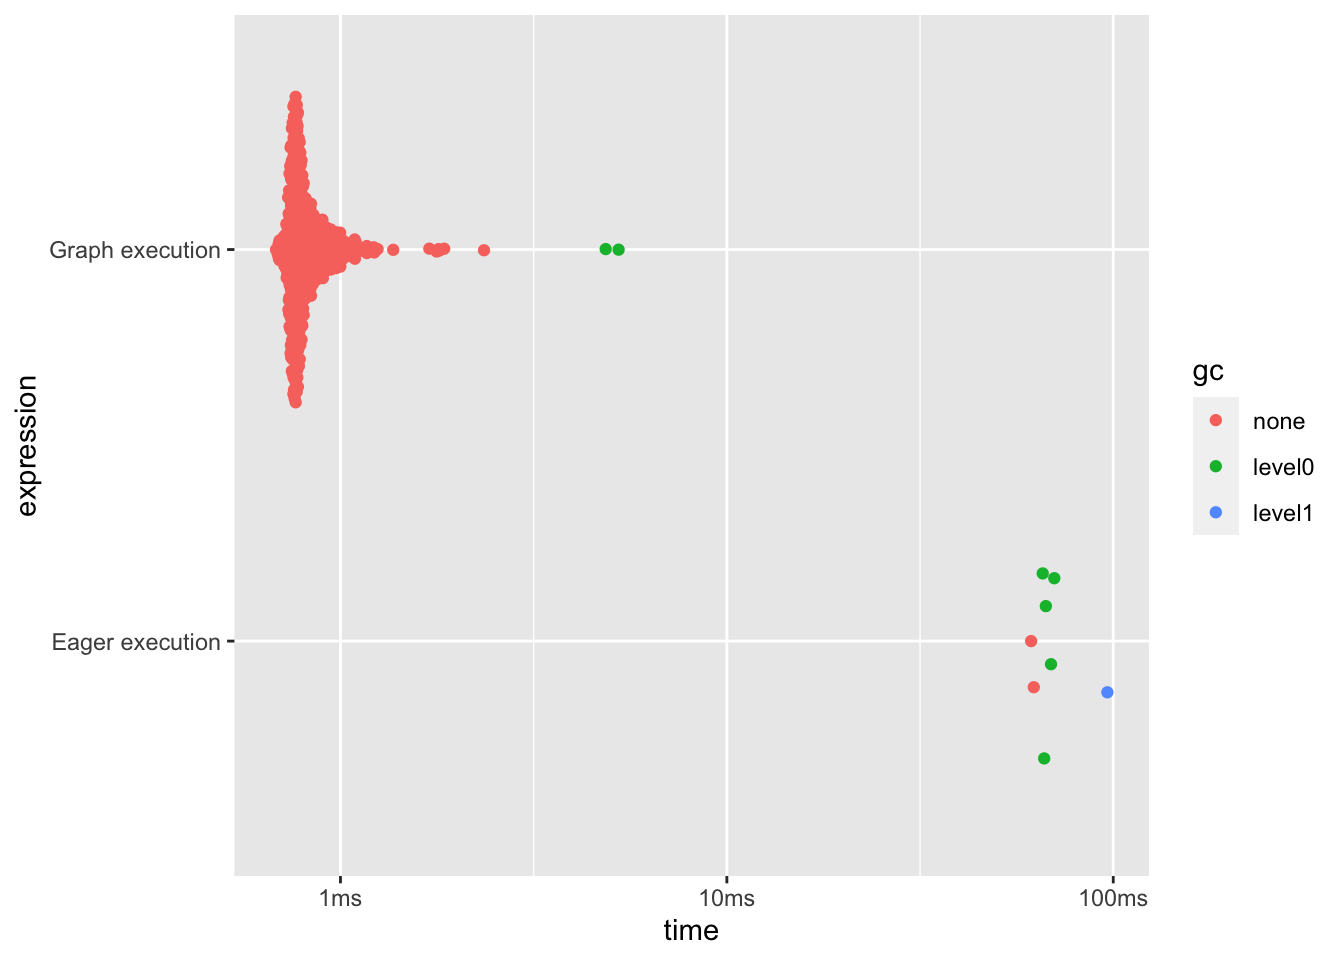 Graph execution
Eager execution
expression
1ms
10ms
100ms
time
gc
none
level0
level1